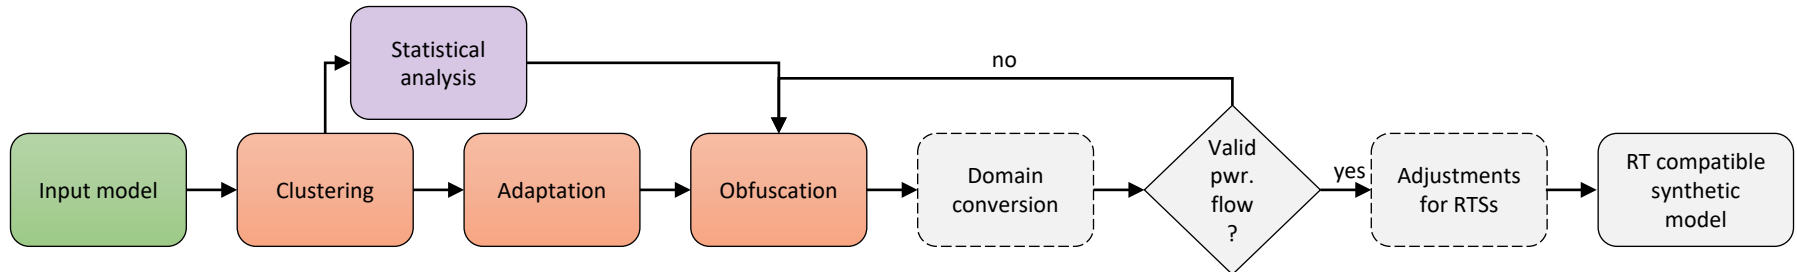 Statistical
analysis
no
Input model
Clustering
Adaptation
Obfuscation
Domain
conversion
Valid
pwr.
flow
?
yes
Adjustments
for RTSs
RT compatible
synthetic
model